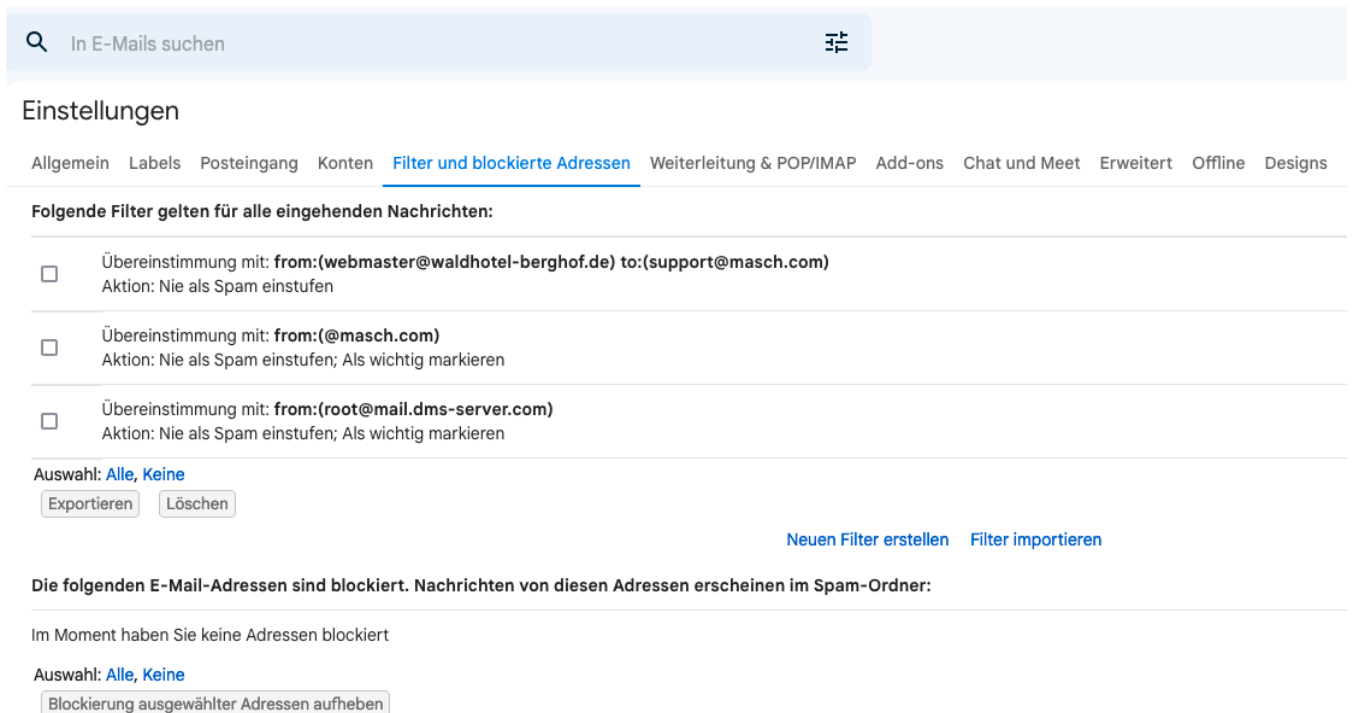 In E-Mails suchen
Einstellungen
Allgemein Labels Posteingang Konten Filter und blockierte Adressen Weiterleitung & POP/IMAP Add-ons Chat und Meet Erweitert Offline Designs
Folgende Filter gelten für alle eingehenden Nachrichten:
Übereinstimmung mit: from:(webmaster@waldhotel-berghof.de) to:(support@masch.com)
Aktion: Nie als Spam einstufen
Übereinstimmung mit: from:(@masch.com)
Aktion: Nie als Spam einstufen; Als wichtig markieren
Übereinstimmung mit: from:(root@mail.dms-server.com)
Aktion: Nie als Spam einstufen; Als wichtig markieren
Auswahl: Alle, Keine
Exportieren Löschen
Neuen Filter erstellen Filter importieren
Die folgenden E-Mail-Adressen sind blockiert. Nachrichten von diesen Adressen erscheinen im Spam-Ordner:
Im Moment haben Sie keine Adressen blockiert
Auswahl: Alle, Keine
Blockierung ausgewählter Adressen aufheben